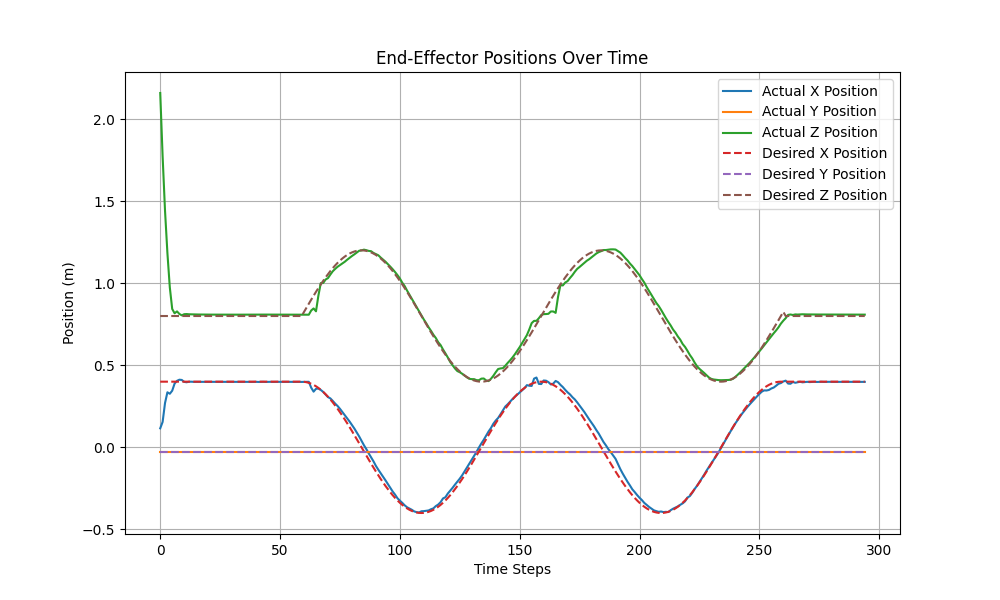 End-Effector Positions Over Time
Actual X Position
Actual Y Position
Actual Z Position
Desired X Position
Desired Y Position
Desired Z Position
Position (m)
2.0
1.5
1.0
0.5
0.0
−0.5
0 50 100 150 200 250 300
Time Steps